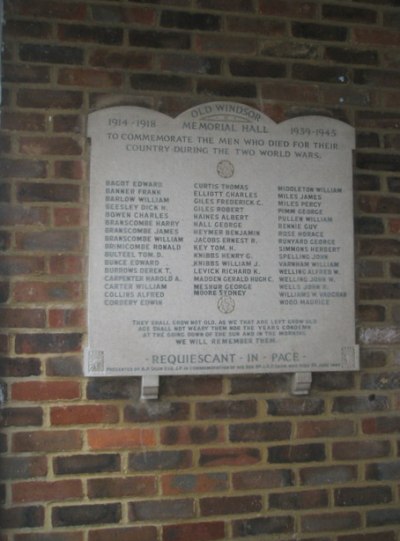 OLD WINDSOR
1914-1918 MEMORIAL HALL 1939-1945
TO COMMEMORATE THE MEN WHO DIED FOR THEIR
COUNTRY DURING THE TWO WORLD WARS.
BAGOT EDWARD
BANNER FRANK
BARLOW WILLIAM
BEESLEY DICK H.
BOWEN CHARLES
BRANSCOMBE HARRY
BRANSCOMBE JAMES
BRANSCOMBE WILLIAM
BRINICOMBE RONALD
BULTEEL TOM D.
BUNCE EDWARD
BURROWS DEREK T.
CARPENTER HAROLD A.
CARTER WILLIAM
COLLINS ALFRED
CORDERY EDWIN
CURTIS THOMAS
ELLIOTT CHARLES
GILES FREDERICK C.
GILES ROBERT
HAINES ALBERT
HALL GEORGE
HEYMER BENJAMIN
JACOBS ERNEST R.
KEY TOM. H.
KNIBBS HENRY G.
KNIBBS WILLIAM J.
LEVICK RICHARD K.
MADDEN GERALD HUGH C.
MESSUR GEORGE
MOORE SYDNEY
MIDDLETON WILLIAM
MILES JAMES
MILES PERCY
PIMM GEORGE
PULLEN WILLIAM
RENNIE GUY
RUSS HORACE
RUNYARD GEORGE
SIMMONS HERBERT
SPELLING JOHN
VARNHAM WILLIAM
WELLING ALFRED W.
WELLING JOHN W.
WELLS JOHN
WILLIAMS W. VAUGHAN
WOOD MAURICE
THEY SHALL GROW NOT OLD, AS WE THAT ARE LEFT GROW OLD
AGE SHALL NOT WEARY THEM NOR THE YEARS CONDEMN
AT THE GOING DOWN OF THE SUN AND IN THE MORNING
WE WILL REMEMBER THEM.
· REQUIESCANT · IN · PACE ·
PRESENTED BY